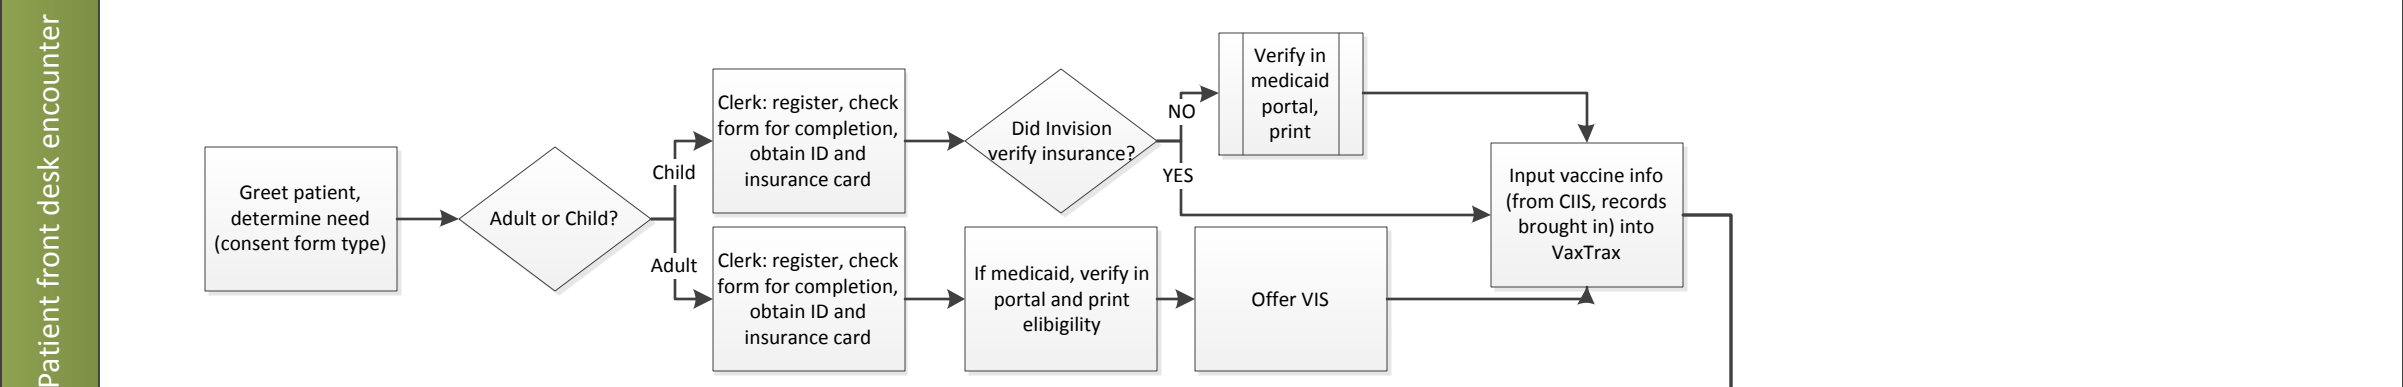 Patient front desk encounter
Greet patient,
determine need
(consent form type)
Adult or Child?
Child
Clerk: register, check
form for completion,
obtain ID and
insurance card
Did Invision
verify insurance?
NO
Verify in
medicaid
portal,
print
YES
Adult
Clerk: register, check
form for completion,
obtain ID and
insurance card
If medicaid, verify in
portal and print
elibigility
Offer VIS
Input vaccine info
(from CIIS, records
brought in) into
VaxTrax